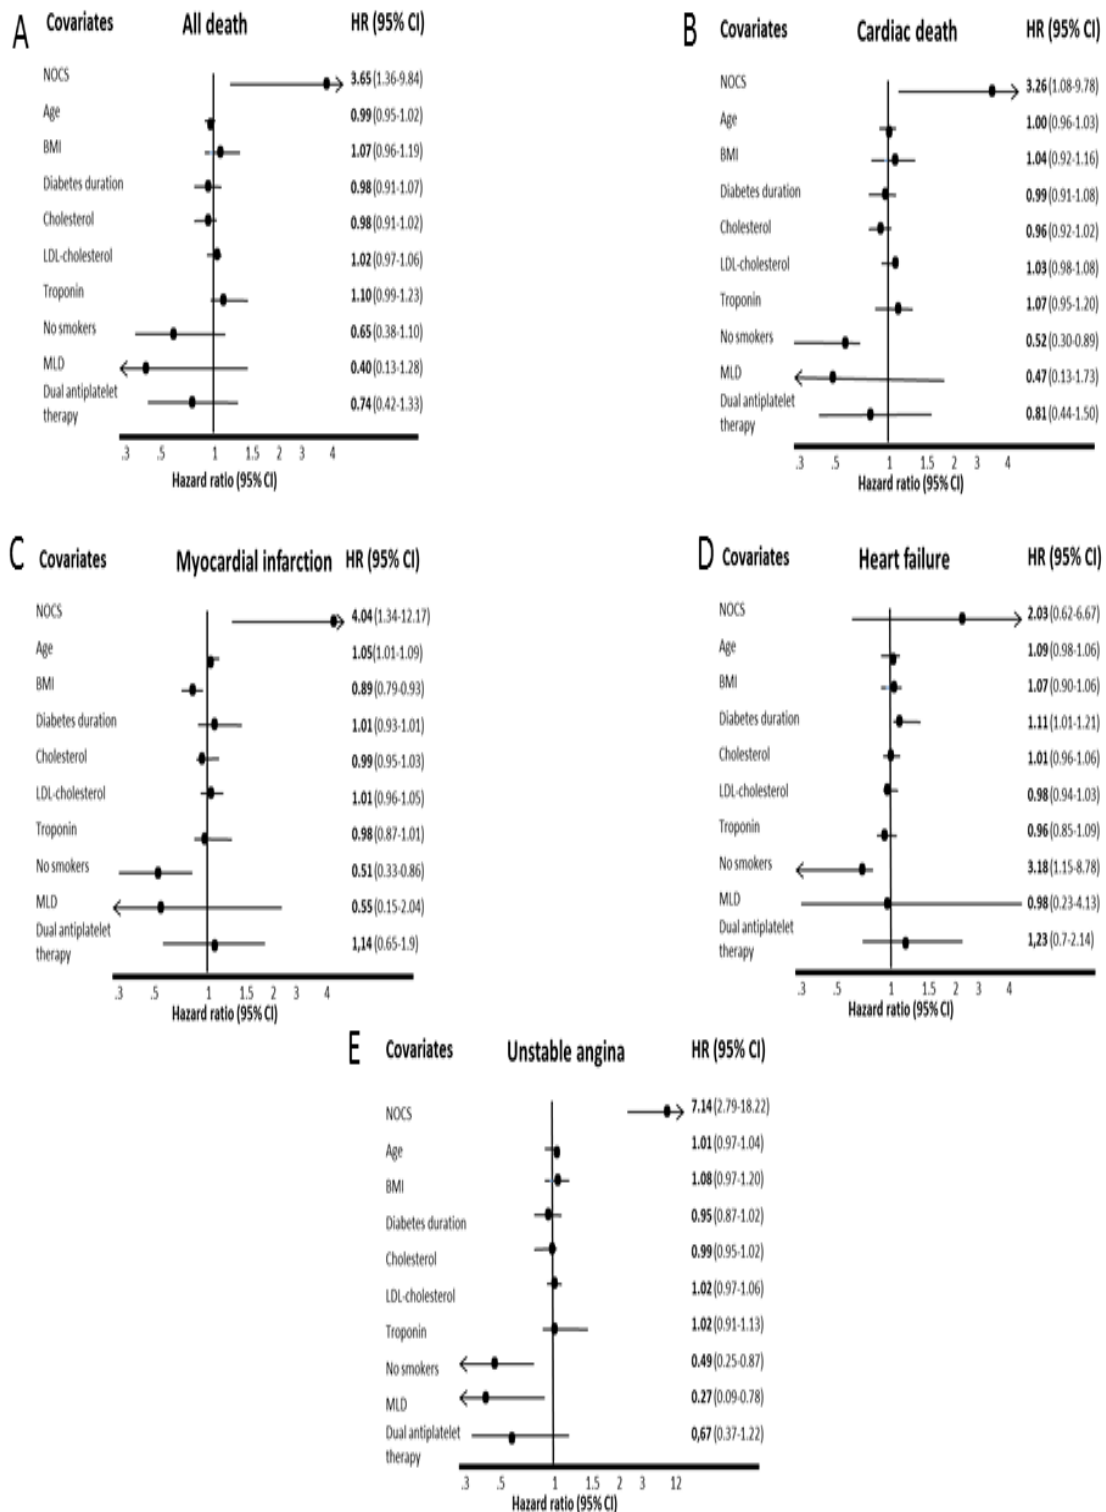 A Covariates All death HR (95% CI)
NOCS 3.65 (1.36-9.84)
Age 0.99 (0.95-1.02)
BMI 1.07 (0.96-1.19)
Diabetes duration 0.98 (0.91-1.07)
Cholesterol 0.98 (0.91-1.02)
LDL-cholesterol 1.02 (0.97-1.06)
Troponin 1.10 (0.99-1.23)
No smokers 0.65 (0.38-1.10)
MLD 0.40 (0.13-1.28)
Dual antiplatelet
therapy 0.74 (0.42-1.33)
.3 .5 1 1.5 2 3 4
Hazard ratio (95% CI)
B Covariates Cardiac death HR (95% CI)
NOCS 3.26 (1.08-9.78)
Age 1.00 (0.96-1.03)
BMI 1.04 (0.92-1.16)
Diabetes duration 0.99 (0.91-1.08)
Cholesterol 0.96 (0.92-1.02)
LDL-cholesterol 1.03 (0.98-1.08)
Troponin 1.07 (0.95-1.20)
No smokers 0.52 (0.30-0.89)
MLD 0.47 (0.13-1.73)
Dual antiplatelet
therapy 0.81 (0.44-1.50)
.3 .5 1 1.5 2 3 4
Hazard ratio (95% CI)
C Covariates Myocardial infarction HR (95% CI)
NOCS 4.04 (1.34-12.17)
Age 1.05(1.01-1.09)
BMI 0.89 (0.79-0.93)
Diabetes duration 1.01 (0.93-1.01)
Cholesterol 0.99 (0.95-1.03)
LDL-cholesterol 1.01 (0.96-1.05)
Troponin 0.98 (0.87-1.01)
No smokers 0.51 (0.33-0.86)
MLD 0.55 (0.15-2.04)
Dual antiplatelet
therapy 1,14 (0.65-1.9)
.3 .5 1 1.5 2 3 4
Hazard ratio (95% CI)
D Covariates Heart failure HR (95% CI)
NOCS 2.03 (0.62-6.67)
Age 1.09 (0.98-1.06)
BMI 1.07 (0.90-1.06)
Diabetes duration 1.11 (1.01-1.21)
Cholesterol 1.01 (0.96-1.06)
LDL-cholesterol 0.98 (0.94-1.03)
Troponin 0.96 (0.85-1.09)
No smokers 3.18 (1.15-8.78)
MLD 0.98 (0.23-4.13)
Dual antiplatelet
therapy 1,23 (0.7-2.14)
.3 .5 1 1.5 2 3 4
Hazard ratio (95% CI)
E Covariates Unstable angina HR (95% CI)
NOCS 7.14 (2.79-18.22)
Age 1.01 (0.97-1.04)
BMI 1.08 (0.97-1.20)
Diabetes duration 0.95 (0.87-1.02)
Cholesterol 0.99 (0.95-1.02)
LDL-cholesterol 1.02 (0.97-1.06)
Troponin 1.02 (0.91-1.13)
No smokers 0.49 (0.25-0.87)
MLD 0.27 (0.09-0.78)
Dual antiplatelet
therapy 0,67 (0.37-1.22)
.3 .5 1 1.5 2 3 12
Hazard ratio (95% CI)